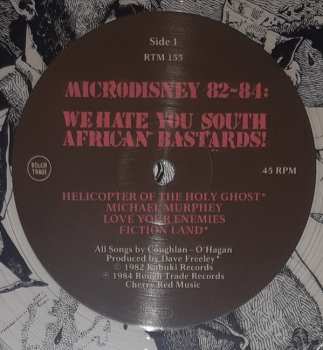 Side 1
RTM 155
MICRODISNEY 82-84:
WE HATE YOU SOUTH
AFRICAN BASTARDS!
ROUGH
TRADE
45 RPM
HELICOPTER OF THE HOLY GHOST*
MICHAEL MURPHEY
LOVE YOUR ENEMIES
FICTION LAND*
All Songs by Coughlan - O'Hagan
Produced by Dave Freeley*
© 1982 Kabuki Records
℗ 1984 Rough Trade Records
Cherry Red Music